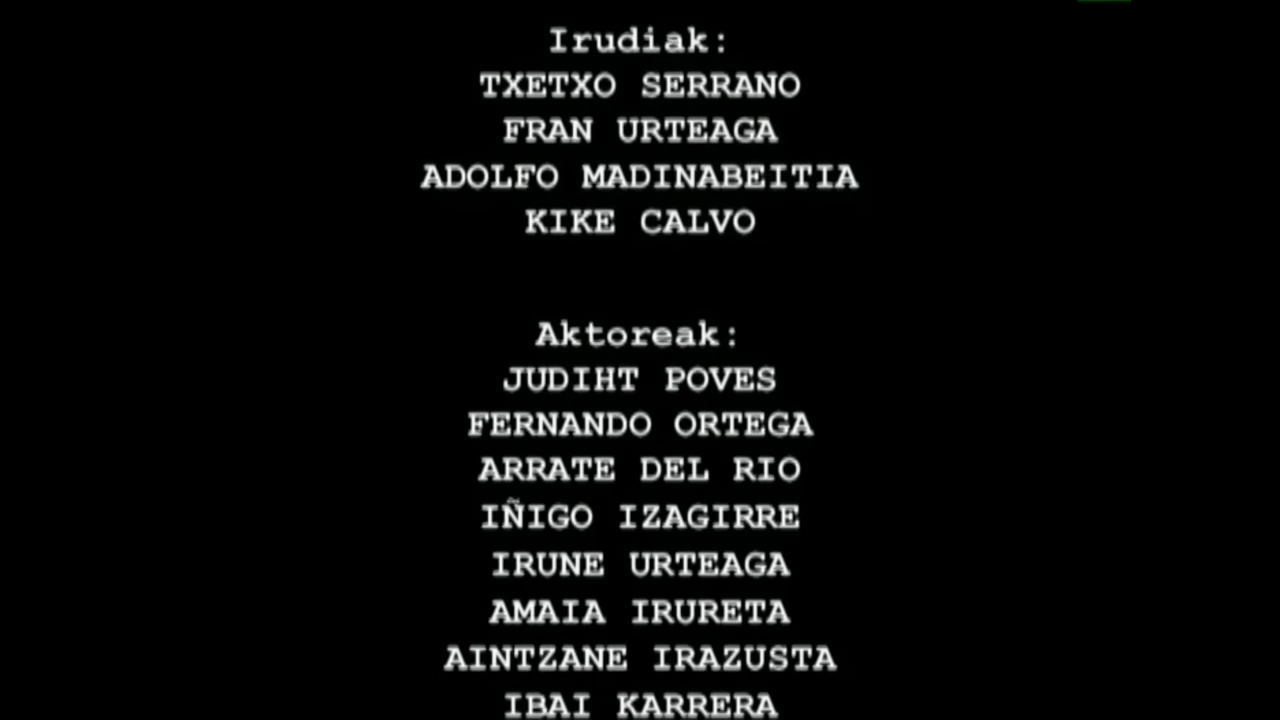 Irudiak:
TXETXO SERRANO
FRAN URTEAGA
ADOLFO MADINABEITIA
KIKE CALVO
Aktoreak:
JUDIHT POVES
FERNANDO ORTEGA
ARRATE DEL RIO
IÑIGO IZAGIRRE
IRUNE URTEAGA
AMAIA IRURETA
AINTZANE IRAZUSTA
IBAI KARRERA